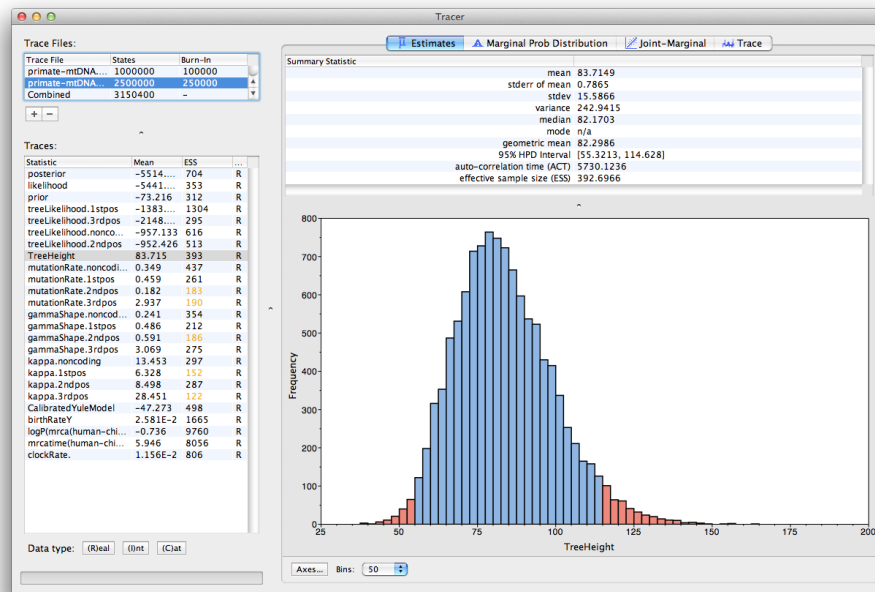 Tracer
Trace Files:
Trace File States Burn-In
primate-mtDNA.... 1000000 100000
primate-mtDNA... 2500000 250000
Combined 3150400 -
+ −
Traces:
Statistic Mean ESS ...
posterior -5514.... 704 R
likelihood -5441.... 353 R
prior -73.216 312 R
treeLikelihood.1stpos -1383.... 1304 R
treeLikelihood.3rdpos -2148.... 295 R
treeLikelihood.nonco... -957.133 616 R
treeLikelihood.2ndpos -952.426 513 R
TreeHeight 83.715 393 R
mutationRate.noncodi... 0.349 437 R
mutationRate.1stpos 0.459 261 R
mutationRate.2ndpos 0.182 183 R
mutationRate.3rdpos 2.937 190 R
gammaShape.noncod... 0.241 354 R
gammaShape.1stpos 0.486 212 R
gammaShape.2ndpos 0.591 186 R
gammaShape.3rdpos 3.069 275 R
kappa.noncoding 13.453 297 R
kappa.1stpos 6.328 152 R
kappa.2ndpos 8.498 287 R
kappa.3rdpos 28.451 122 R
CalibratedYuleModel -47.273 498 R
birthRateY 2.581E-2 1665 R
logP(mrca(human-chi... -0.736 9760 R
mrcatime(human-chi... 5.946 8056 R
clockRate. 1.156E-2 806 R
Data type: (R)eal (I)nt (C)at
Estimates Marginal Prob Distribution Joint-Marginal Trace
Summary Statistic
mean 83.7149
stderr of mean 0.7865
stdev 15.5866
variance 242.9415
median 82.1703
mode n/a
geometric mean 82.2986
95% HPD Interval [55.3213, 114.628]
auto-correlation time (ACT) 5730.1236
effective sample size (ESS) 392.6966
800
700
600
500
400
300
200
100
0
Frequency
25 50 75 100 125 150 175 200
TreeHeight
Axes... Bins: 50